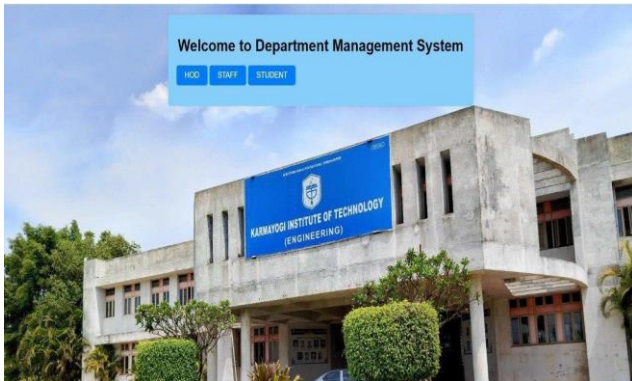 Welcome to Department Management System
HOD STAFF STUDENT
KARMAYOGI INSTITUTE OF TECHNOLOGY
(ENGINEERING)